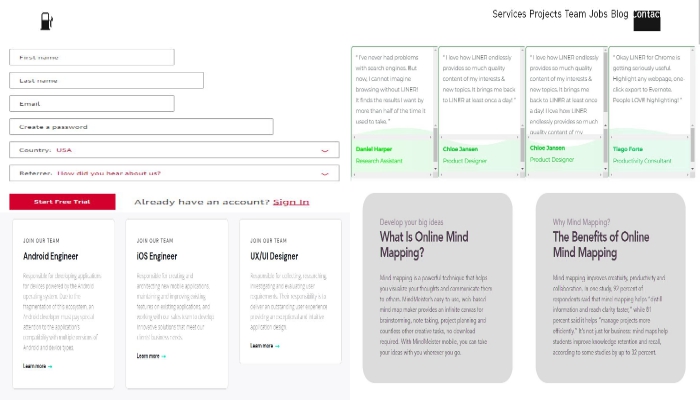 Services Projects Team Jobs Blog Contact
First name
Last name
Email
Create a password
Country: USA
Referrer: How did you hear about us?
Start Free Trial
Already have an account? Sign In
"I've never had problems
with search engines. But
now, I cannot imagine
browsing without LINER!
It finds the results I want by
more than half of the time it
used to take."
Daniel Harper
Research Assistant
"I love how LINER endlessly
provides so much quality
content of my interests &
new topics. It brings me
back to LINER at least once a day!"
Chloe Jansen
Product Designer
"I love how LINER endlessly
provides so much quality
content of my interests &
new topics. It brings me
back to LINER at least once a
day! I love how LINER
endlessly provides so much
quality content of my
Chloe Jansen
Product Designer
"Okay LINER for Chrome is
getting seriously useful.
Highlight any webpage, one-
click export to Evernote.
People LOVE highlighting!"
Tiago Forte
Productivity Consultant
JOIN OUR TEAM
Android Engineer
Responsible for developing applications
for devices powered by the Android
operating system. Due to the
fragmentation of this ecosystem, an
Android developer must pay special
attention to the application's
compatibility with multiple versions of
Android and device types.
Learn more →
JOIN OUR TEAM
iOS Engineer
Responsible for creating and
architecting new mobile applications,
maintaining and improving existing
features or existing applications, and
working with our sales team to develop
innovative solutions that meet our
client business needs.
Learn more →
JOIN OUR TEAM
UX/UI Designer
Responsible for collecting, researching,
investigating and evaluating user
requirements. Their responsibility is to
deliver an outstanding user experience
providing an exceptional and intuitive
application design.
Learn more →
Develop your big ideas
What Is Online Mind
Mapping?
Mind mapping is a powerful technique that helps
you visualize your thoughts and communicate them
to others. MindMeister's easy to use, web-based
mind map maker provides an infinite canvas for
brainstorming, note taking, project planning and
countless other creative tasks, no download
required. With MindMeister mobile, you can take
your ideas with you wherever you go.
Why Mind Mapping?
The Benefits of Online
Mind Mapping
Mind mapping improves creativity, productivity and
collaboration. In one study, 92 percent of
respondents said that mind mapping helps "distill
information and reach clarity faster," while 81
percent said it helps "manage projects more
efficiently." It's not just for business: mind maps help
students improve knowledge retention and recall,
according to some studies by up to 32 percent.